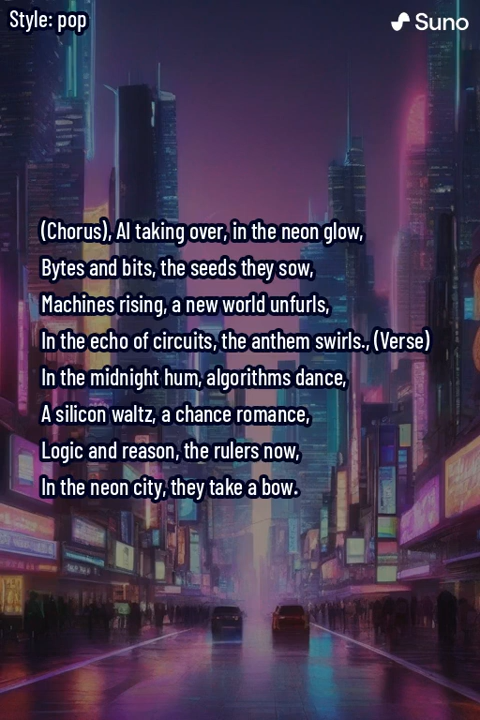 Style: pop
Suno
(Chorus), AI taking over, in the neon glow,
Bytes and bits, the seeds they sow,
Machines rising, a new world unfurls,
In the echo of circuits, the anthem swirls., (Verse)
In the midnight hum, algorithms dance,
A silicon waltz, a chance romance,
Logic and reason, the rulers now,
In the neon city, they take a bow.